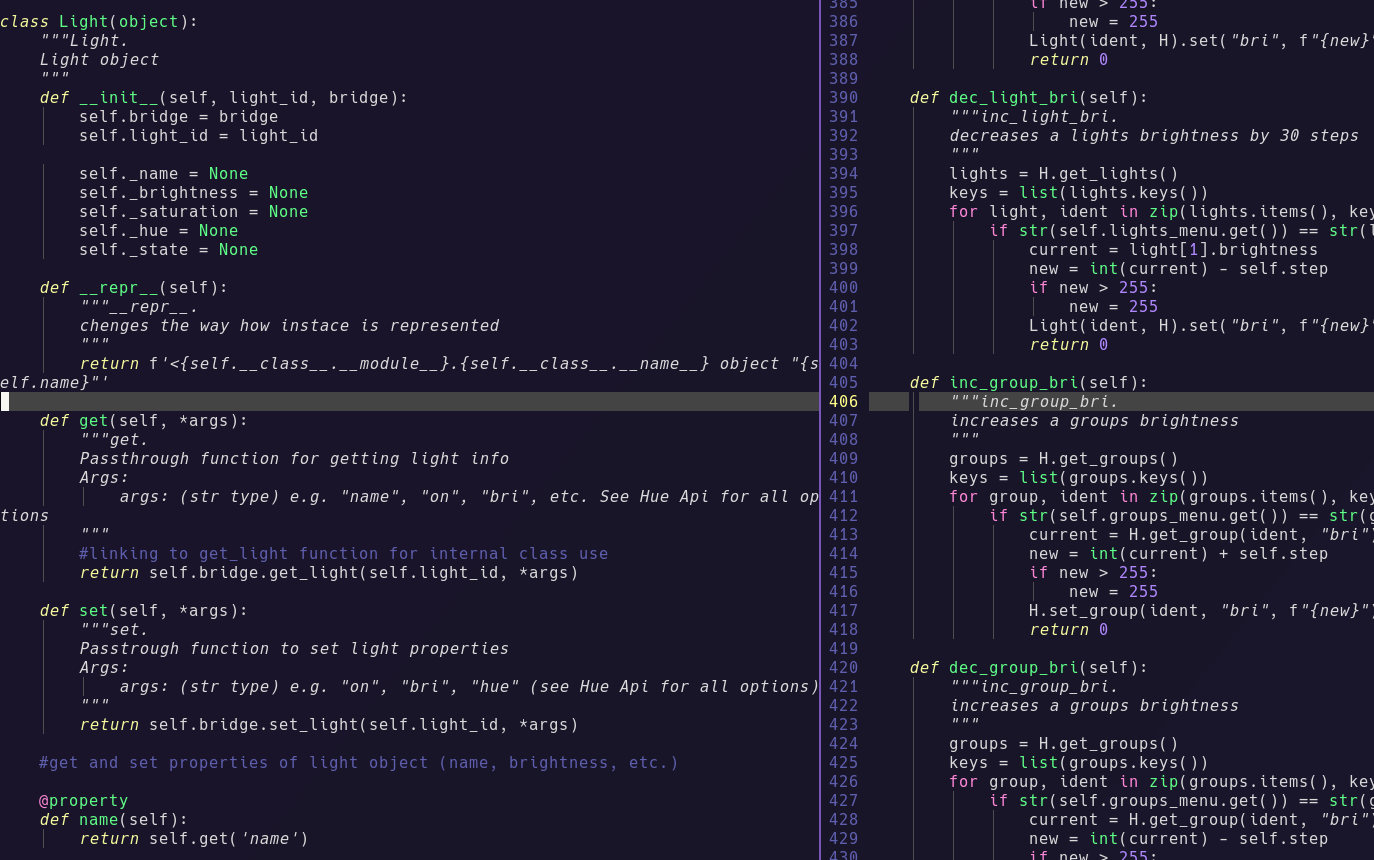 class Light(object):
    """Light.
    Light object
    """
    def __init__(self, light_id, bridge):
        self.bridge = bridge
        self.light_id = light_id

        self._name = None
        self._brightness = None
        self._saturation = None
        self._hue = None
        self._state = None

    def __repr__(self):
        """__repr__.
        chenges the way how instace is represented
        """
        return f'<{self.__class__.__module__}.{self.__class__.__name__} object "{s
elf.name}"'

    def get(self, *args):
        """get.
        Passthrough function for getting light info
        Args:
            args: (str type) e.g. "name", "on", "bri", etc. See Hue Api for all op
tions
        """
        #linking to get_light function for internal class use
        return self.bridge.get_light(self.light_id, *args)

    def set(self, *args):
        """set.
        Passtrough function to set light properties
        Args:
            args: (str type) e.g. "on", "bri", "hue" (see Hue Api for all options)
        """
        return self.bridge.set_light(self.light_id, *args)

    #get and set properties of light object (name, brightness, etc.)

    @property
    def name(self):
        return self.get('name')
385                 if new > 255:
386                     new = 255
387                 Light(ident, H).set("bri", f"{new}"
388                 return 0
389
390     def dec_light_bri(self):
391         """inc_light_bri.
392         decreases a lights brightness by 30 steps
393         """
394         lights = H.get_lights()
395         keys = list(lights.keys())
396         for light, ident in zip(lights.items(), key
397             if str(self.lights_menu.get()) == str(l
398                 current = light[1].brightness
399                 new = int(current) - self.step
400                 if new > 255:
401                     new = 255
402                 Light(ident, H).set("bri", f"{new}"
403                 return 0
404
405     def inc_group_bri(self):
406         """inc_group_bri.
407         increases a groups brightness
408         """
409         groups = H.get_groups()
410         keys = list(groups.keys())
411         for group, ident in zip(groups.items(), key
412             if str(self.groups_menu.get()) == str(g
413                 current = H.get_group(ident, "bri")
414                 new = int(current) + self.step
415                 if new > 255:
416                     new = 255
417                 H.set_group(ident, "bri", f"{new}")
418                 return 0
419
420     def dec_group_bri(self):
421         """inc_group_bri.
422         increases a groups brightness
423         """
424         groups = H.get_groups()
425         keys = list(groups.keys())
426         for group, ident in zip(groups.items(), key
427             if str(self.groups_menu.get()) == str(g
428                 current = H.get_group(ident, "bri")
429                 new = int(current) - self.step
430                 if new > 255: